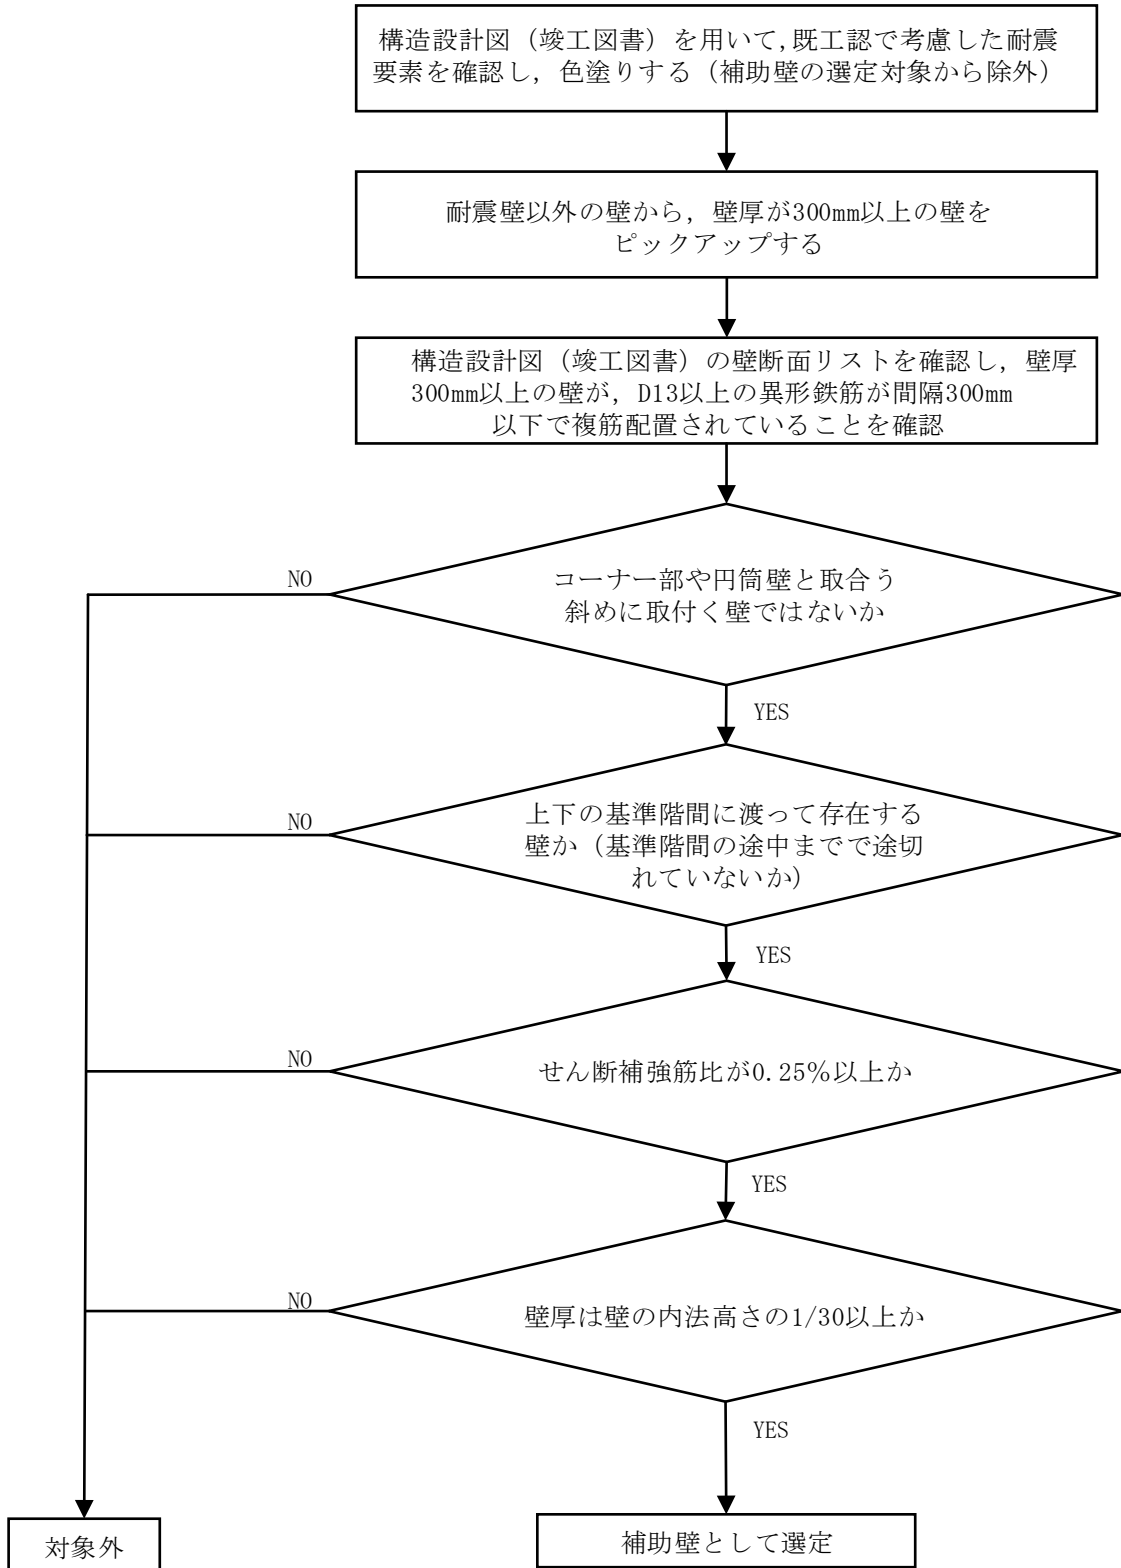 構造設計図（竣工図書）を用いて,既工認で考慮した耐震
要素を確認し，色塗りする（補助壁の選定対象から除外）
耐震壁以外の壁から，壁厚が300mm以上の壁を
ピックアップする
構造設計図（竣工図書）の壁断面リストを確認し，壁厚
300mm以上の壁が，D13以上の異形鉄筋が間隔300mm
以下で複筋配置されていることを確認
NO
コーナー部や円筒壁と取合う
斜めに取付く壁ではないか
YES
NO
上下の基準階間に渡って存在する
壁か（基準階間の途中までで途切
れていないか）
YES
NO
せん断補強筋比が0.25％以上か
YES
NO
壁厚は壁の内法高さの1/30以上か
YES
対象外
補助壁として選定